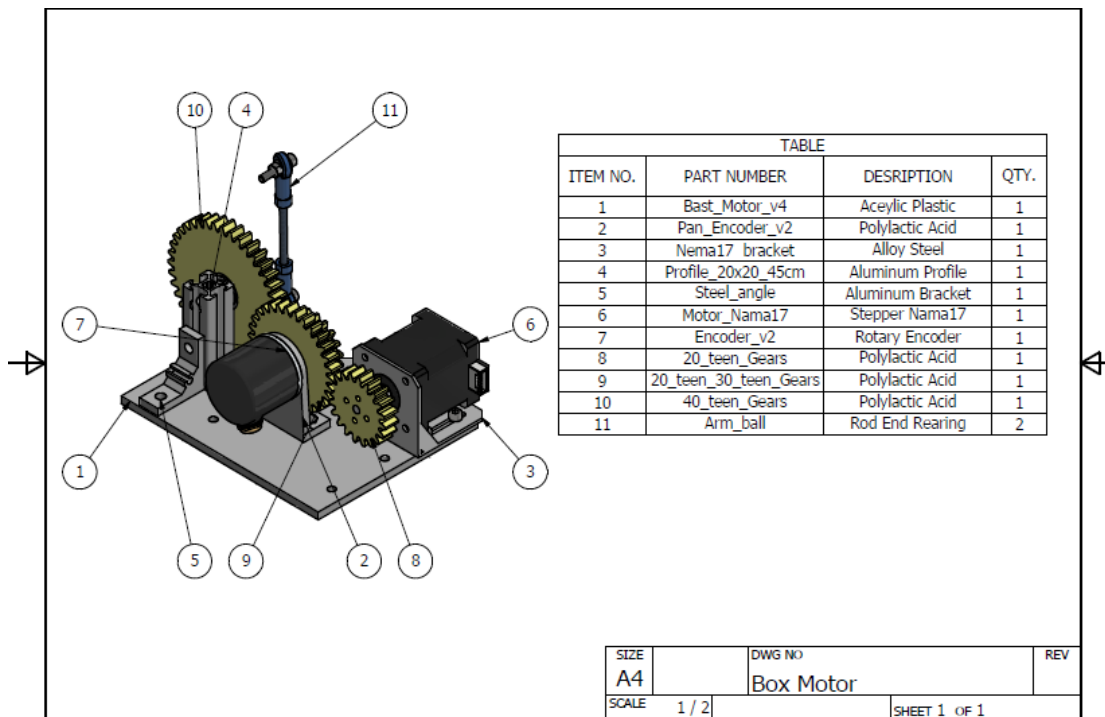 10 4 11
7 6
1 3
5 9 2 8
TABLE
ITEM NO. PART NUMBER DESRIPTION QTY.
1 Bast_Motor_v4 Aceylic Plastic 1
2 Pan_Encoder_v2 Polylactic Acid 1
3 Nema17 bracket Alloy Steel 1
4 Profile_20x20_45cm Aluminum Profile 1
5 Steel_angle Aluminum Bracket 1
6 Motor_Nama17 Stepper Nama17 1
7 Encoder_v2 Rotary Encoder 1
8 20_teen_Gears Polylactic Acid 1
9 20_teen_30_teen_Gears Polylactic Acid 1
10 40_teen_Gears Polylactic Acid 1
11 Arm_ball Rod End Rearing 2
SIZE DWG NO REV
A4 Box Motor
SCALE 1 / 2 SHEET 1 OF 1